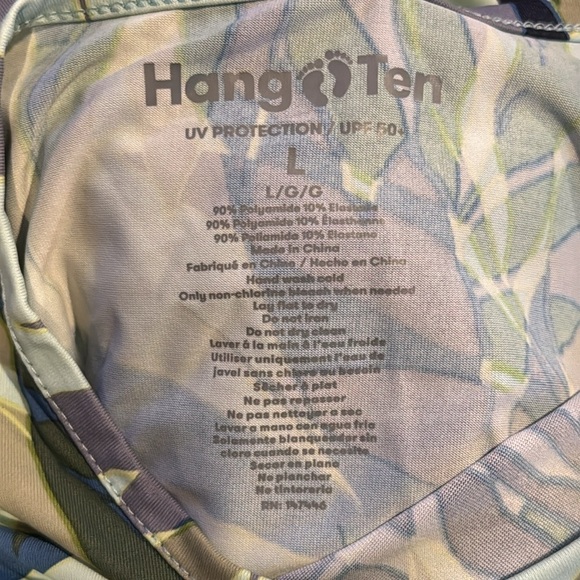 Hang Ten
UV PROTECTION / UPF 50+
L
L/G/G
90% Polyamide 10% Elastane
90% Polyamide 10% Élasthanne
90% Poliamida 10% Elastano
Made in China
Fabriqué en Chine / Hecho en China
Hand wash cold
Only non-chlorine bleach when needed
Lay flat to dry
Do not iron
Do not dry clean
Laver à la main à l'eau froide
Utiliser uniquement l'eau de
javel sans chlore au besoin
Sécher à plat
Ne pas repasser
Ne pas nettoyer a sec
Lavar a mano con agua fria
Solamente blanqueador sin
cloro cuando se necesite
Secar en plano
No planchar
No tintoreria
RN: 147446